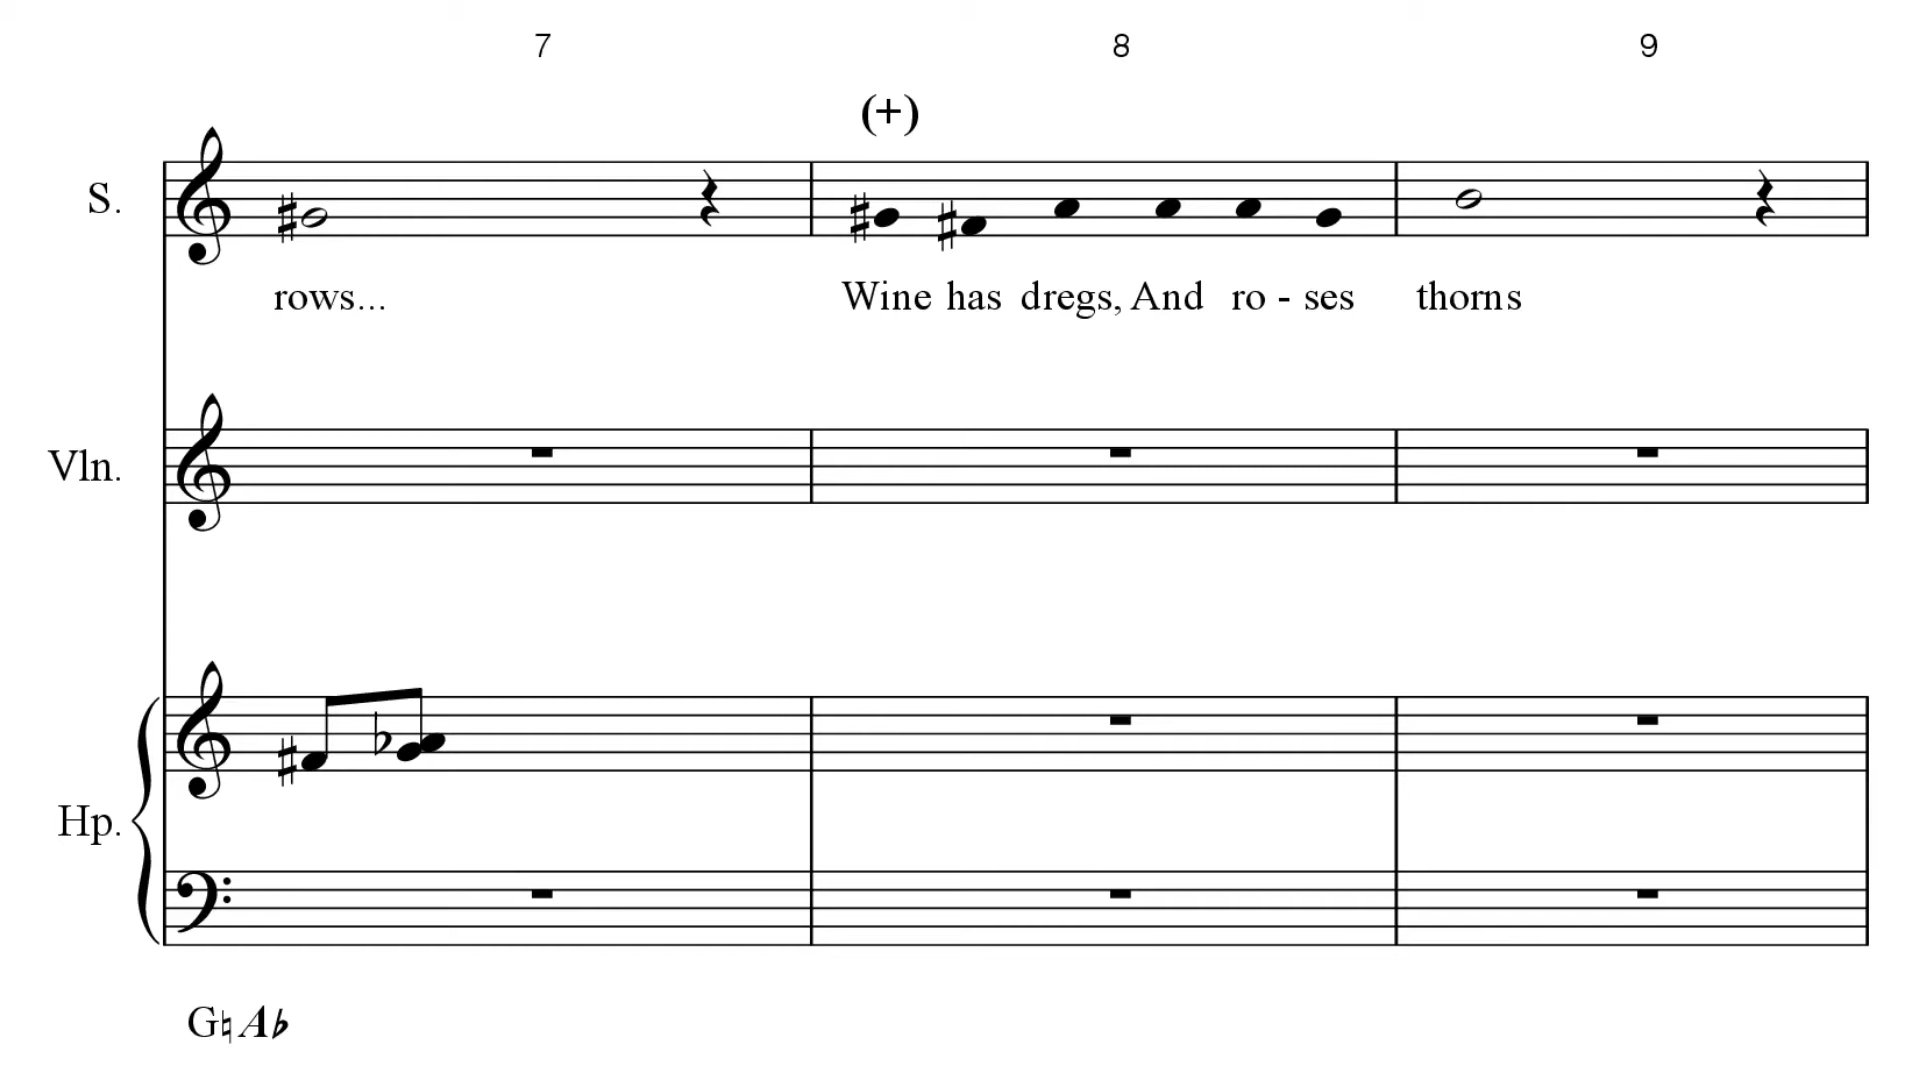 7 8 9
(+)
S.
rows... Wine has dregs, And ro - ses thorns
Vln.
Hp.
G♮ A♭